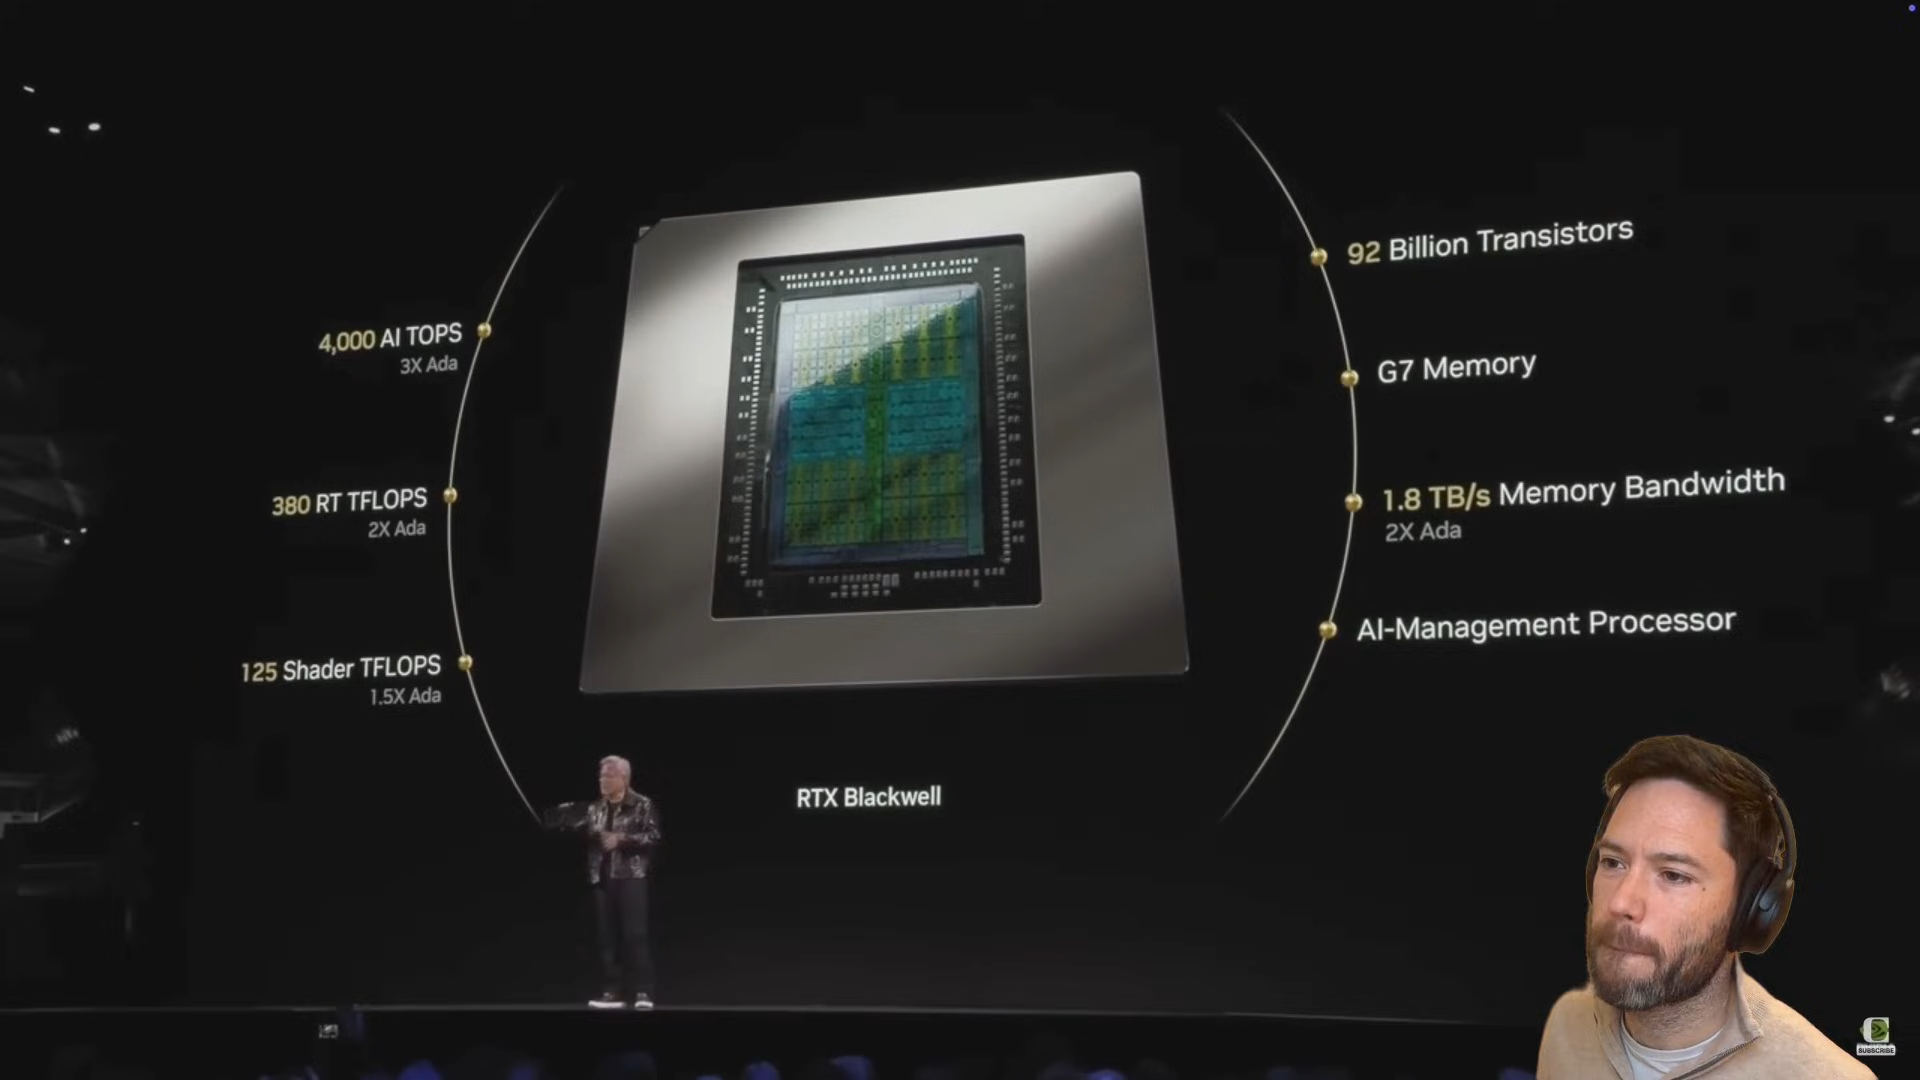 4,000 AI TOPS
3X Ada
380 RT TFLOPS
2X Ada
125 Shader TFLOPS
1.5X Ada
92 Billion Transistors
G7 Memory
1.8 TB/s Memory Bandwidth
2X Ada
AI-Management Processor
RTX Blackwell
SUBSCRIBE